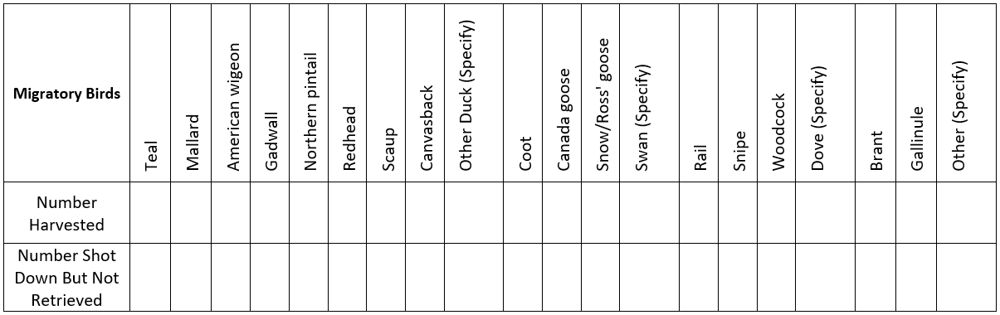 Migratory Birds
Teal
Mallard
American wigeon
Gadwall
Northern pintail
Redhead
Scaup
Canvasback
Other Duck (Specify)
Coot
Canada goose
Snow/Ross' goose
Swan (Specify)
Rail
Snipe
Woodcock
Dove (Specify)
Brant
Gallinule
Other (Specify)
Number
Harvested
Number Shot
Down But Not
Retrieved